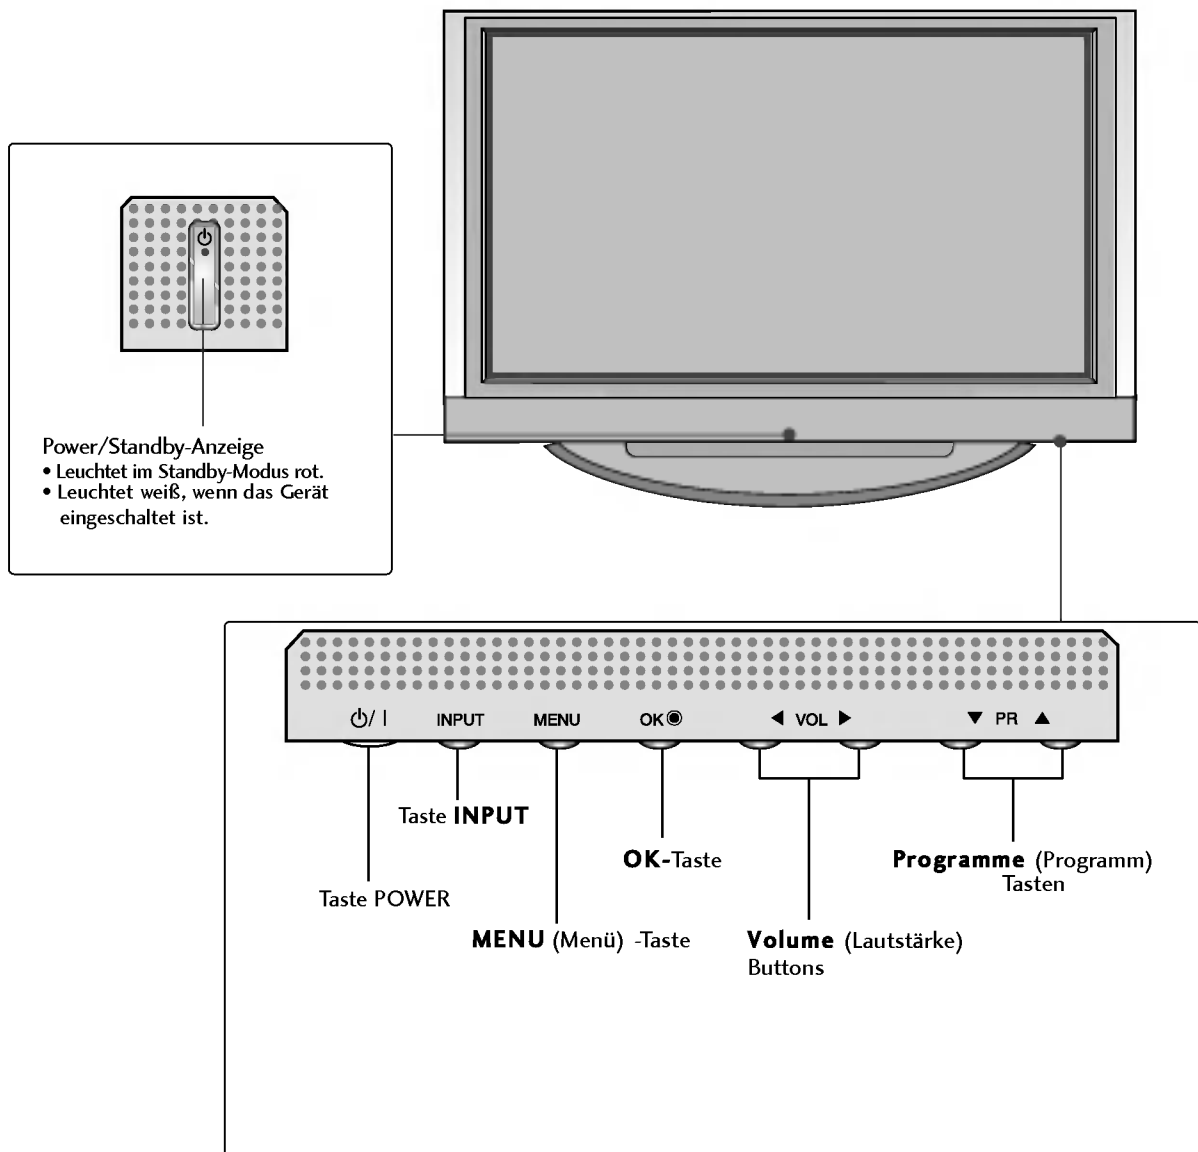 Power/Standby-Anzeige
• Leuchtet im Standby-Modus rot.
• Leuchtet weiß, wenn das Gerät
eingeschaltet ist.
⏻/ I INPUT MENU OK◉ ◀ VOL ▶ ▼ PR ▲
Taste INPUT
OK-Taste
Programme (Programm)
Tasten
Taste POWER
MENU (Menü) -Taste
Volume (Lautstärke)
Buttons